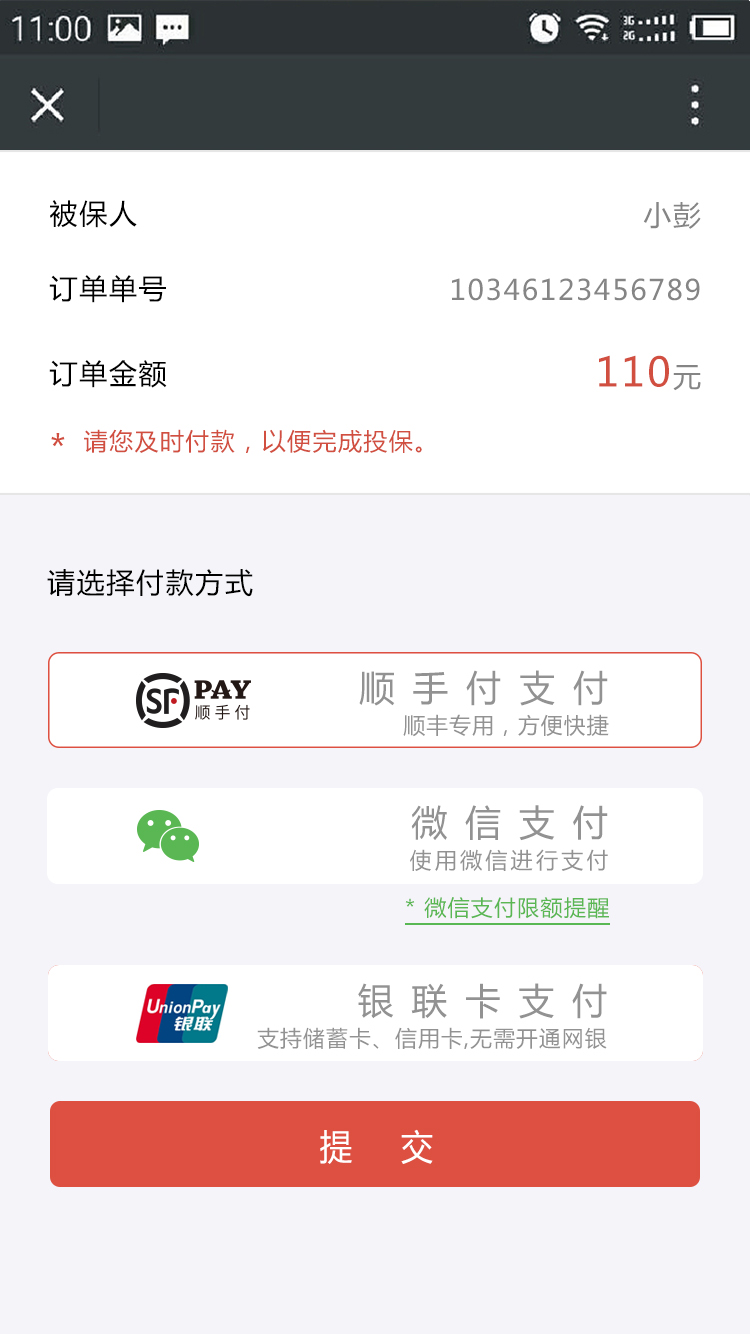 11:00
3G
2G
被保人 小彭
订单单号 10346123456789
订单金额 110元
* 请您及时付款，以便完成投保。
请选择付款方式
SF PAY 顺手付
顺手付支付
顺丰专用，方便快捷
微信支付
使用微信进行支付
* 微信支付限额提醒
UnionPay
银联
银联卡支付
支持储蓄卡、信用卡,无需开通网银
提 交